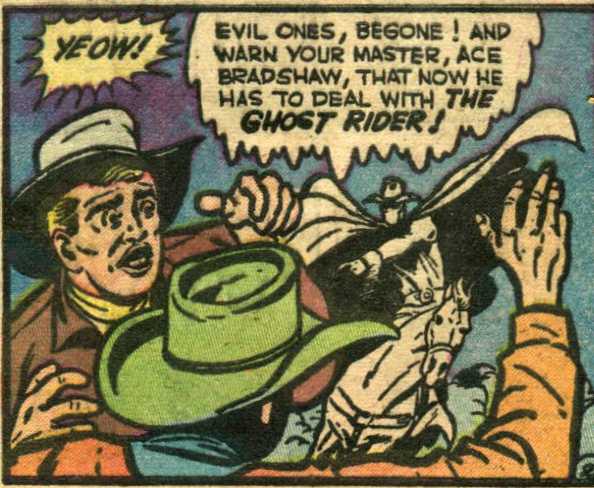 YEOW!
EVIL ONES, BEGONE! AND
WARN YOUR MASTER, ACE
BRADSHAW, THAT NOW HE
HAS TO DEAL WITH THE
GHOST RIDER!